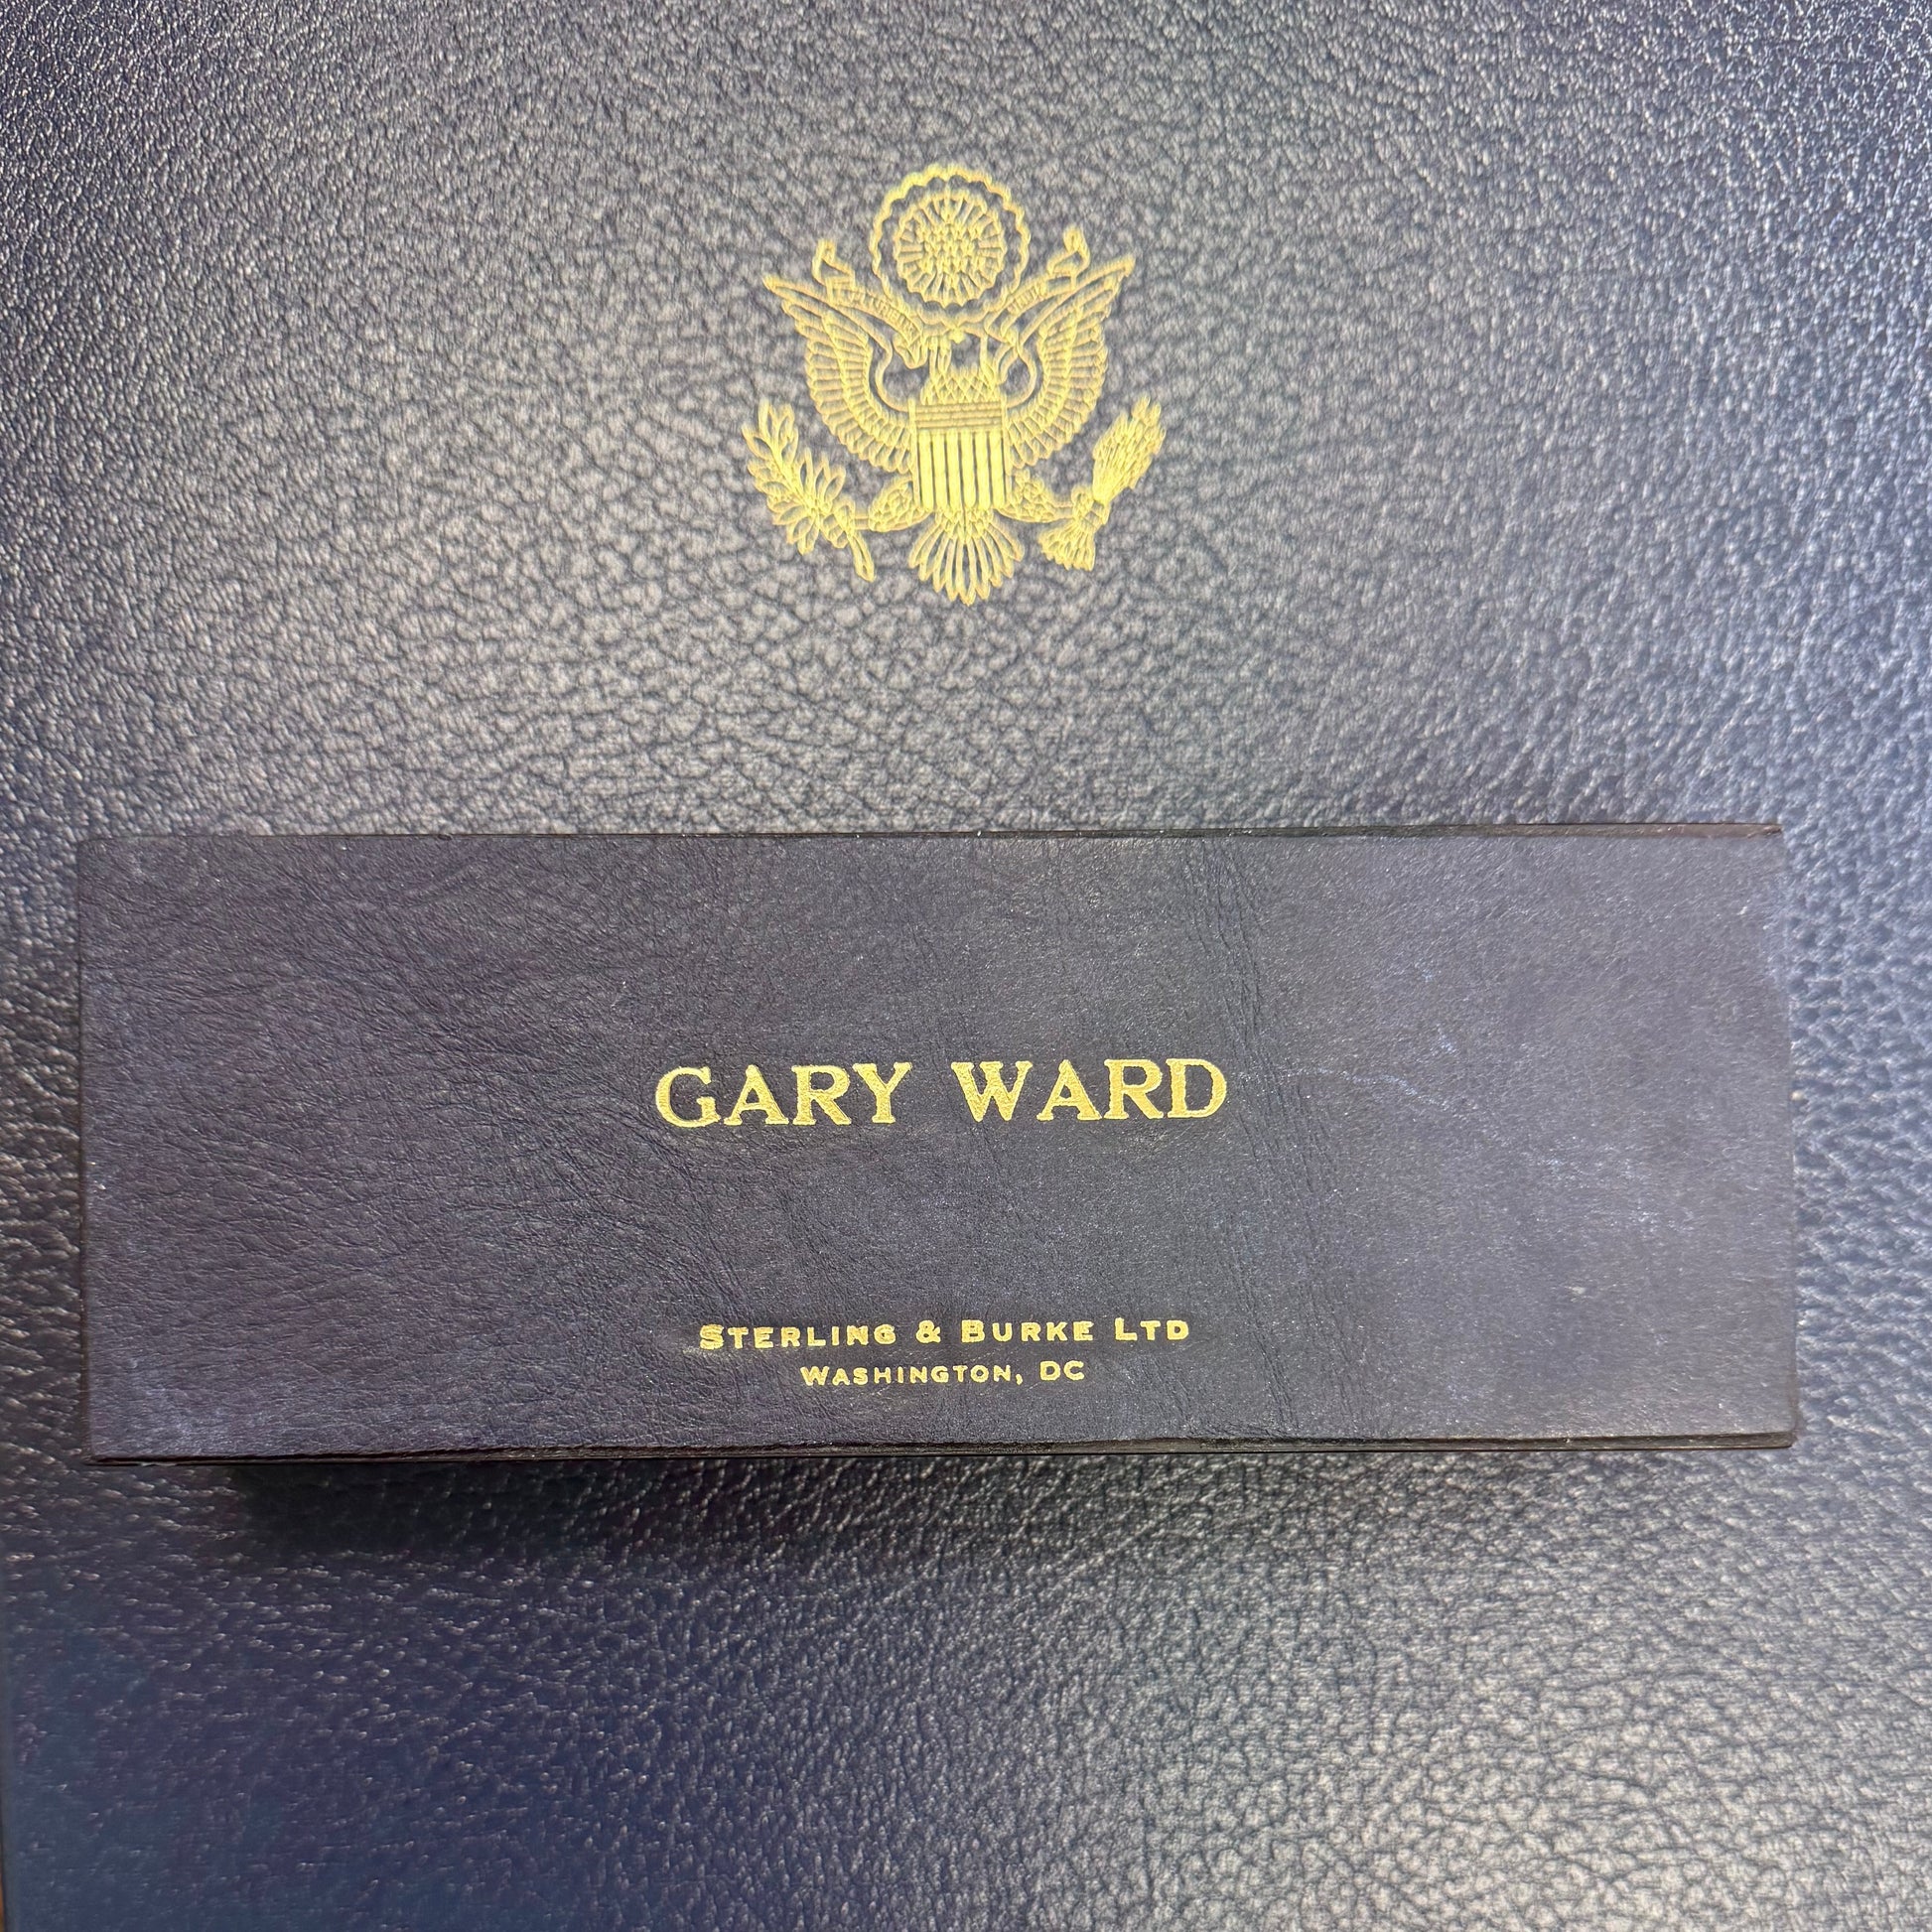 GARY WARD
STERLING & BURKE LTD
WASHINGTON, DC